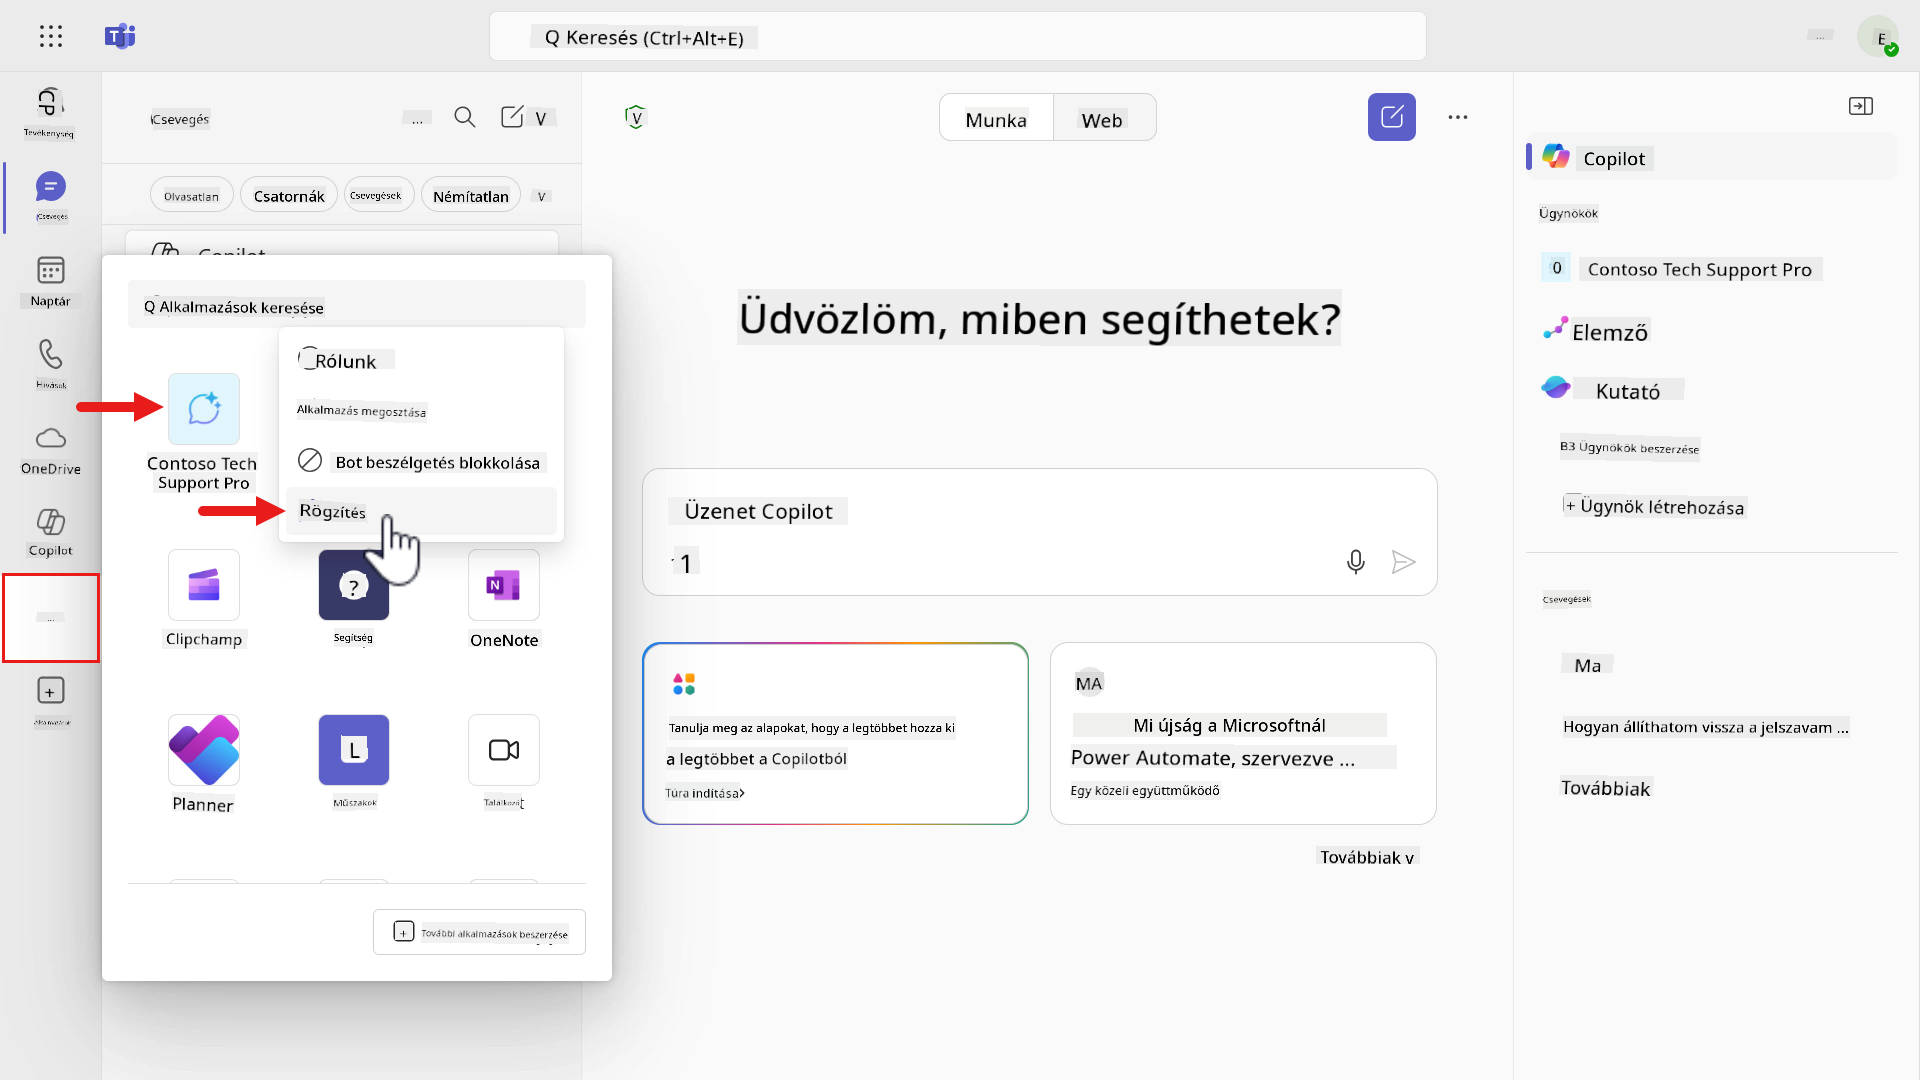 Q Keresés (Ctrl+Alt+E)
...
E
Tevékenység
Csevegés
Naptár
Hívások
OneDrive
Copilot
...
Csevegés
...
V
Olvasatlan
Csatornák
Csevegések
Némítatlan
V
Copilot
Q Alkalmazások keresése
Rólunk
Alkalmazás megosztása
Bot beszélgetés blokkolása
Rögzítés
Contoso Tech
Support Pro
Clipchamp
Segítség
OneNote
Planner
L
Műszakok
+ További alkalmazások beszerzése
V
Munka
Web
Üdvözlöm, miben segíthetek?
Üzenet Copilot
1
Tanulja meg az alapokat, hogy a legtöbbet hozza ki
a legtöbbet a Copilotból
Túra indítása>
MA
Mi újság a Microsoftnál
Power Automate, szervezve ...
Egy közeli együttműködő
Továbbiak v
Copilot
Ügynökök
0 Contoso Tech Support Pro
Elemző
Kutató
B3 Ügynökök beszerzése
+ Ügynök létrehozása
Csevegések
Ma
Hogyan állíthatom vissza a jelszavam ...
Továbbiak